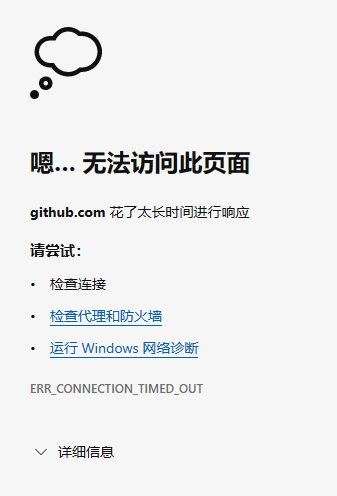 嗯... 无法访问此页面
github.com 花了太长时间进行响应
请尝试：
• 检查连接
• 检查代理和防火墙
• 运行 Windows 网络诊断
ERR_CONNECTION_TIMED_OUT
详细信息